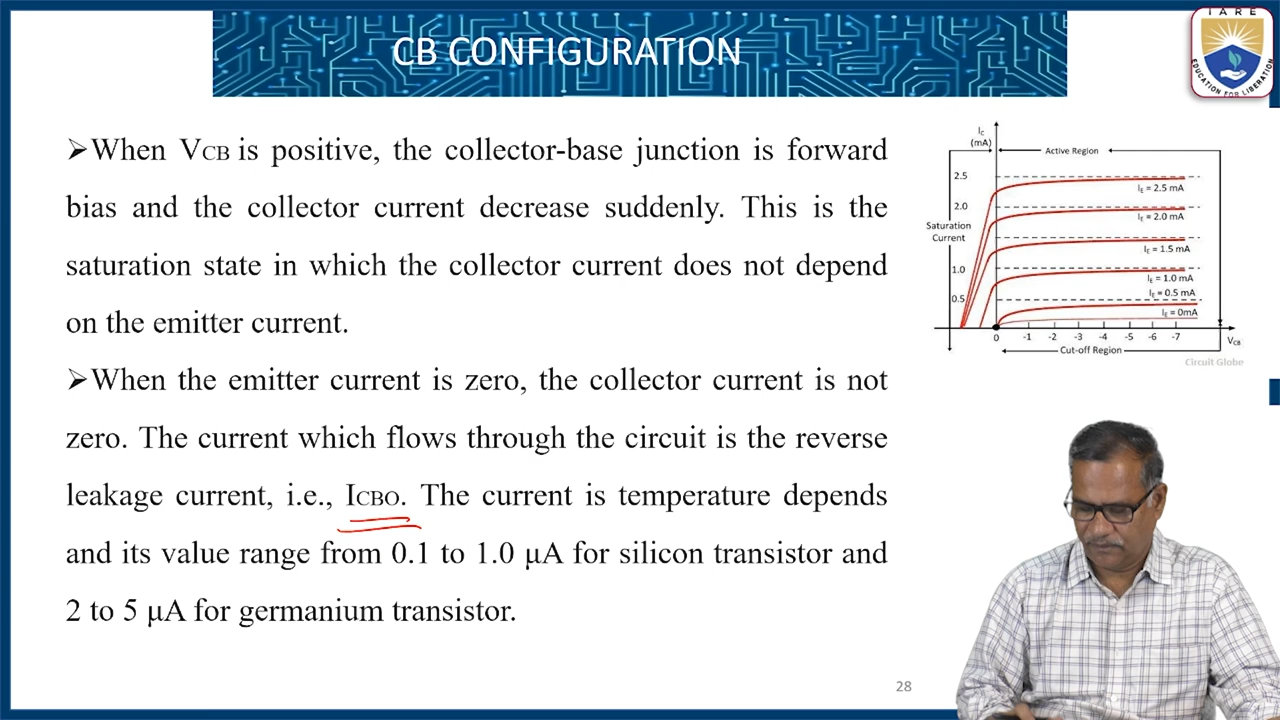 CB CONFIGURATION
IARE
EDUCATION FOR LIBERATION
➢When VCB is positive, the collector-base junction is forward
bias and the collector current decrease suddenly. This is the
saturation state in which the collector current does not depend
on the emitter current.
➢When the emitter current is zero, the collector current is not
zero. The current which flows through the circuit is the reverse
leakage current, i.e., ICBO. The current is temperature depends
and its value range from 0.1 to 1.0 μA for silicon transistor and
2 to 5 μA for germanium transistor.
IC
(mA)
Active Region
2.5
IE = 2.5 mA
2.0
IE = 2.0 mA
Saturation
Current
IE = 1.5 mA
1.0
IE = 1.0 mA
IE = 0.5 mA
0.5
IE = 0mA
0 -1 -2 -3 -4 -5 -6 -7
VCB
Cut-off Region
Circuit Globe
28